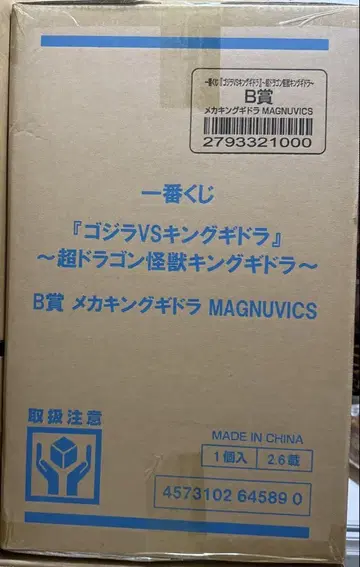 一番くじ『ゴジラVSキングギドラ』～超ドラゴン怪獣キングギドラ～
B賞
メカキングギドラ MAGNUVICS
2793321000
一番くじ
『ゴジラVSキングギドラ』
～超ドラゴン怪獣キングギドラ～
B賞 メカキングギドラ MAGNUVICS
取扱注意
MADE IN CHINA
1個入 2.6 載
4573102 64589 0